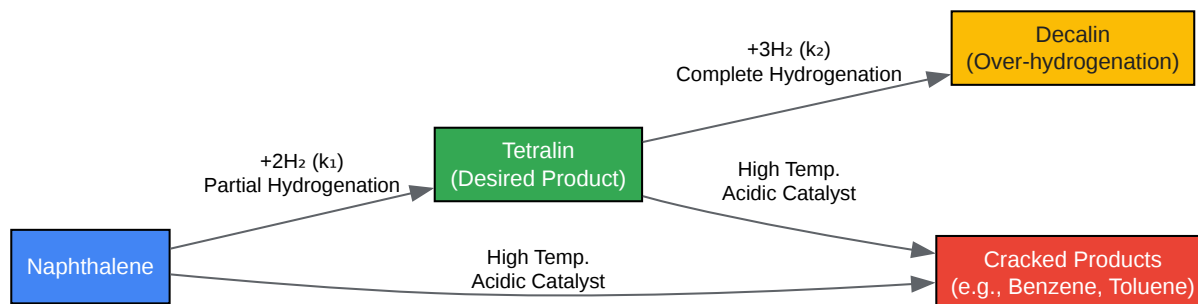 Decalin
(Over-hydrogenation)
+3H₂ (k₂)
Complete Hydrogenation
Tetralin
(Desired Product)
+2H₂ (k₁)
Partial Hydrogenation
High Temp.
Acidic Catalyst
Naphthalene
High Temp.
Acidic Catalyst
Cracked Products
(e.g., Benzene, Toluene)